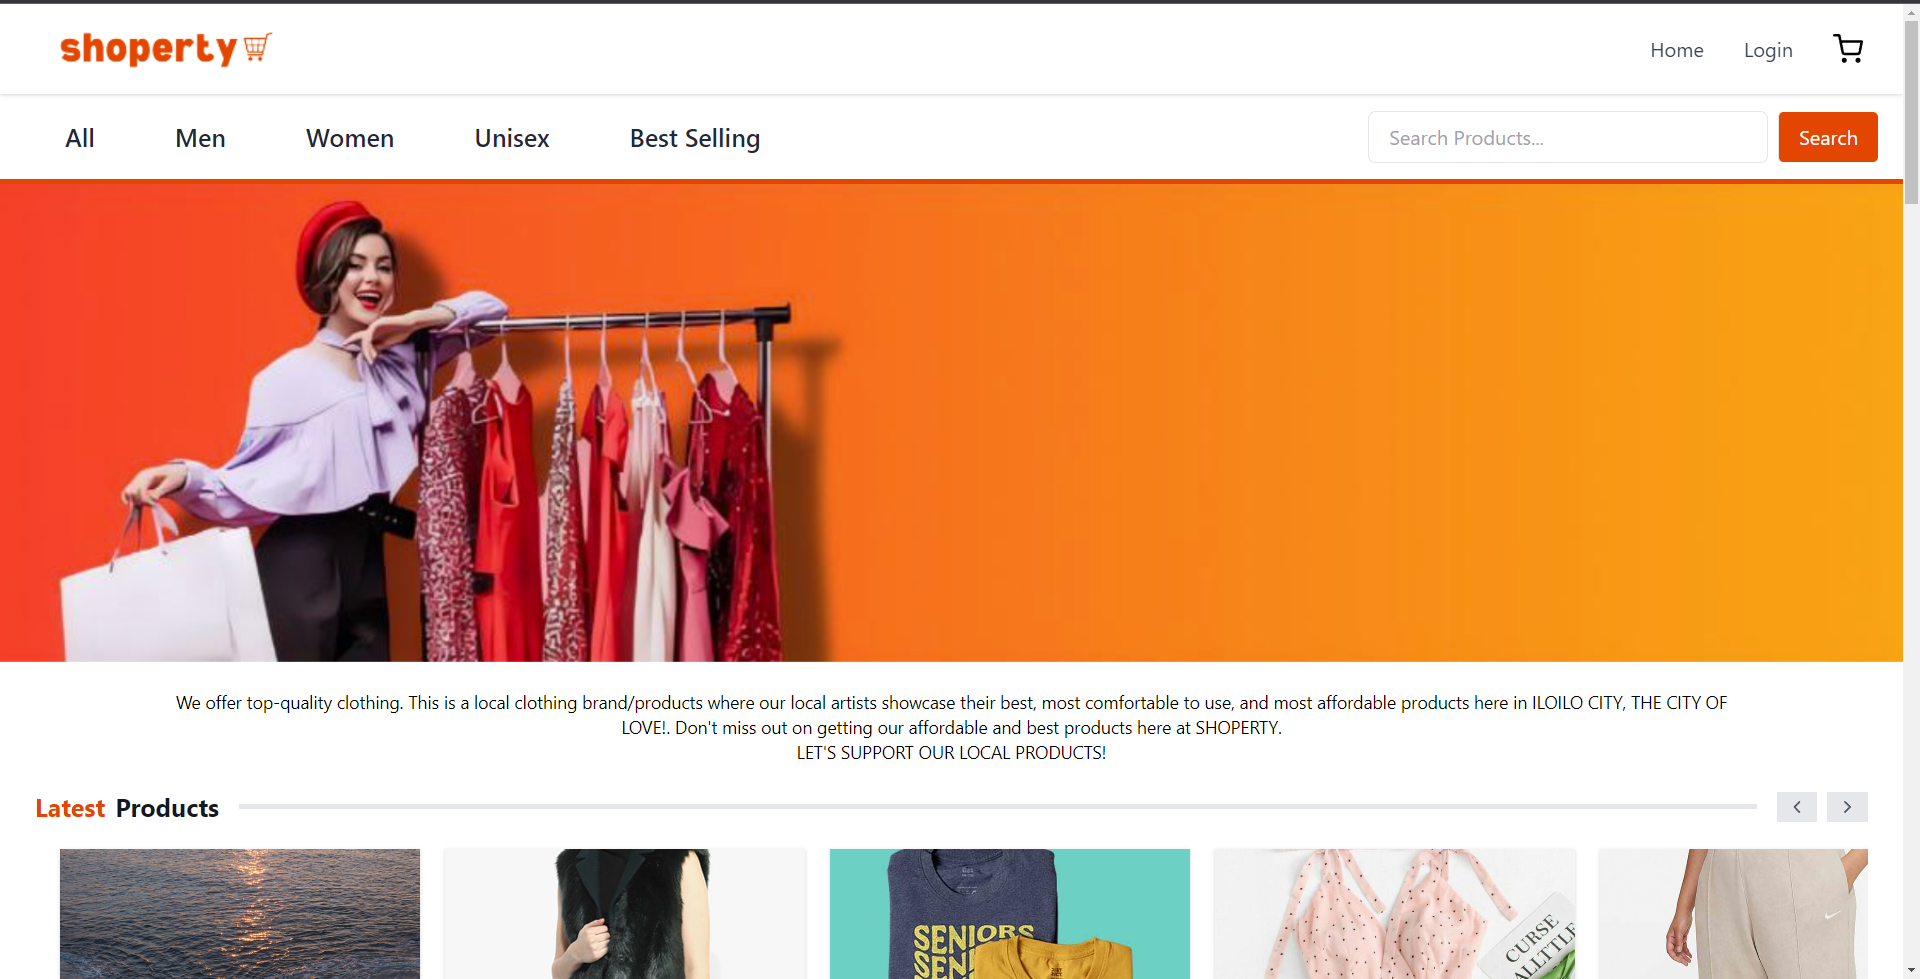 shoperty
Home
Login
All
Men
Women
Unisex
Best Selling
Search Products...
Search
We offer top-quality clothing. This is a local clothing brand/products where our local artists showcase their best, most comfortable to use, and most affordable products here in ILOILO CITY, THE CITY OF
LOVE!. Don't miss out on getting our affordable and best products here at SHOPERTY.
LET'S SUPPORT OUR LOCAL PRODUCTS!
Latest Products
SENIORS
CURSE